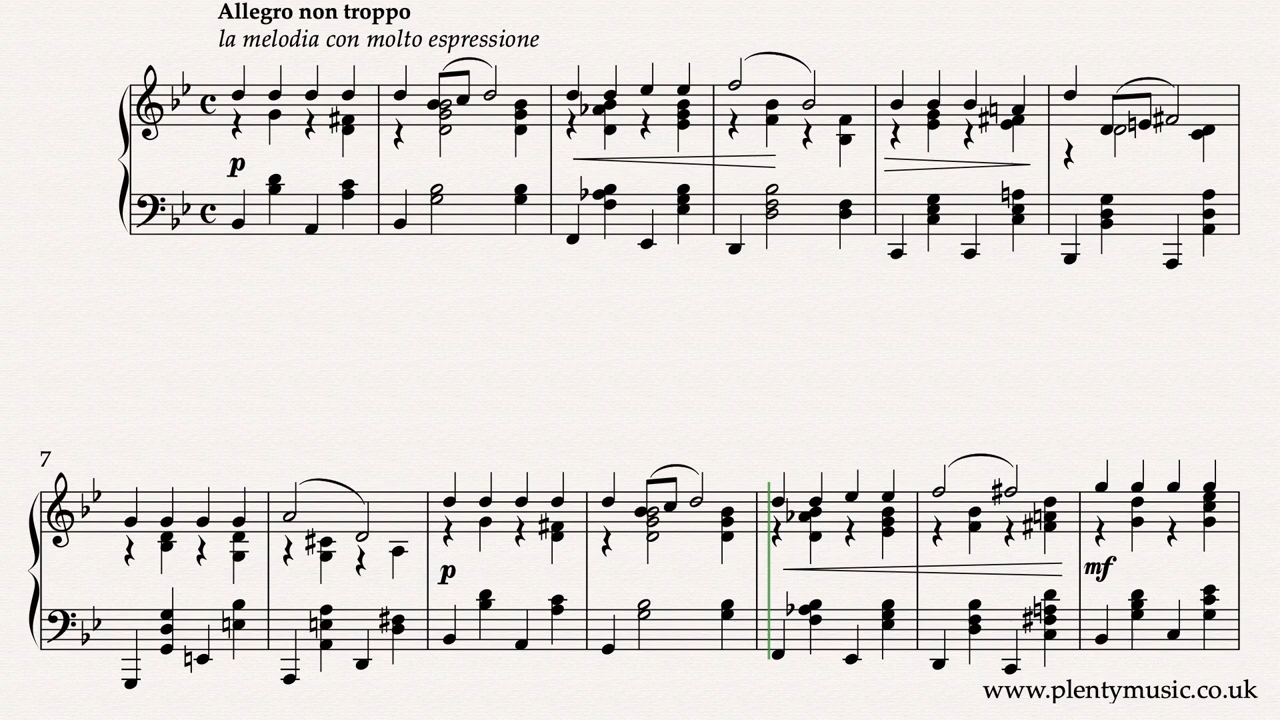 Allegro non troppo
la melodia con molto espressione
p
7
p
mf
www.plentymusic.co.uk